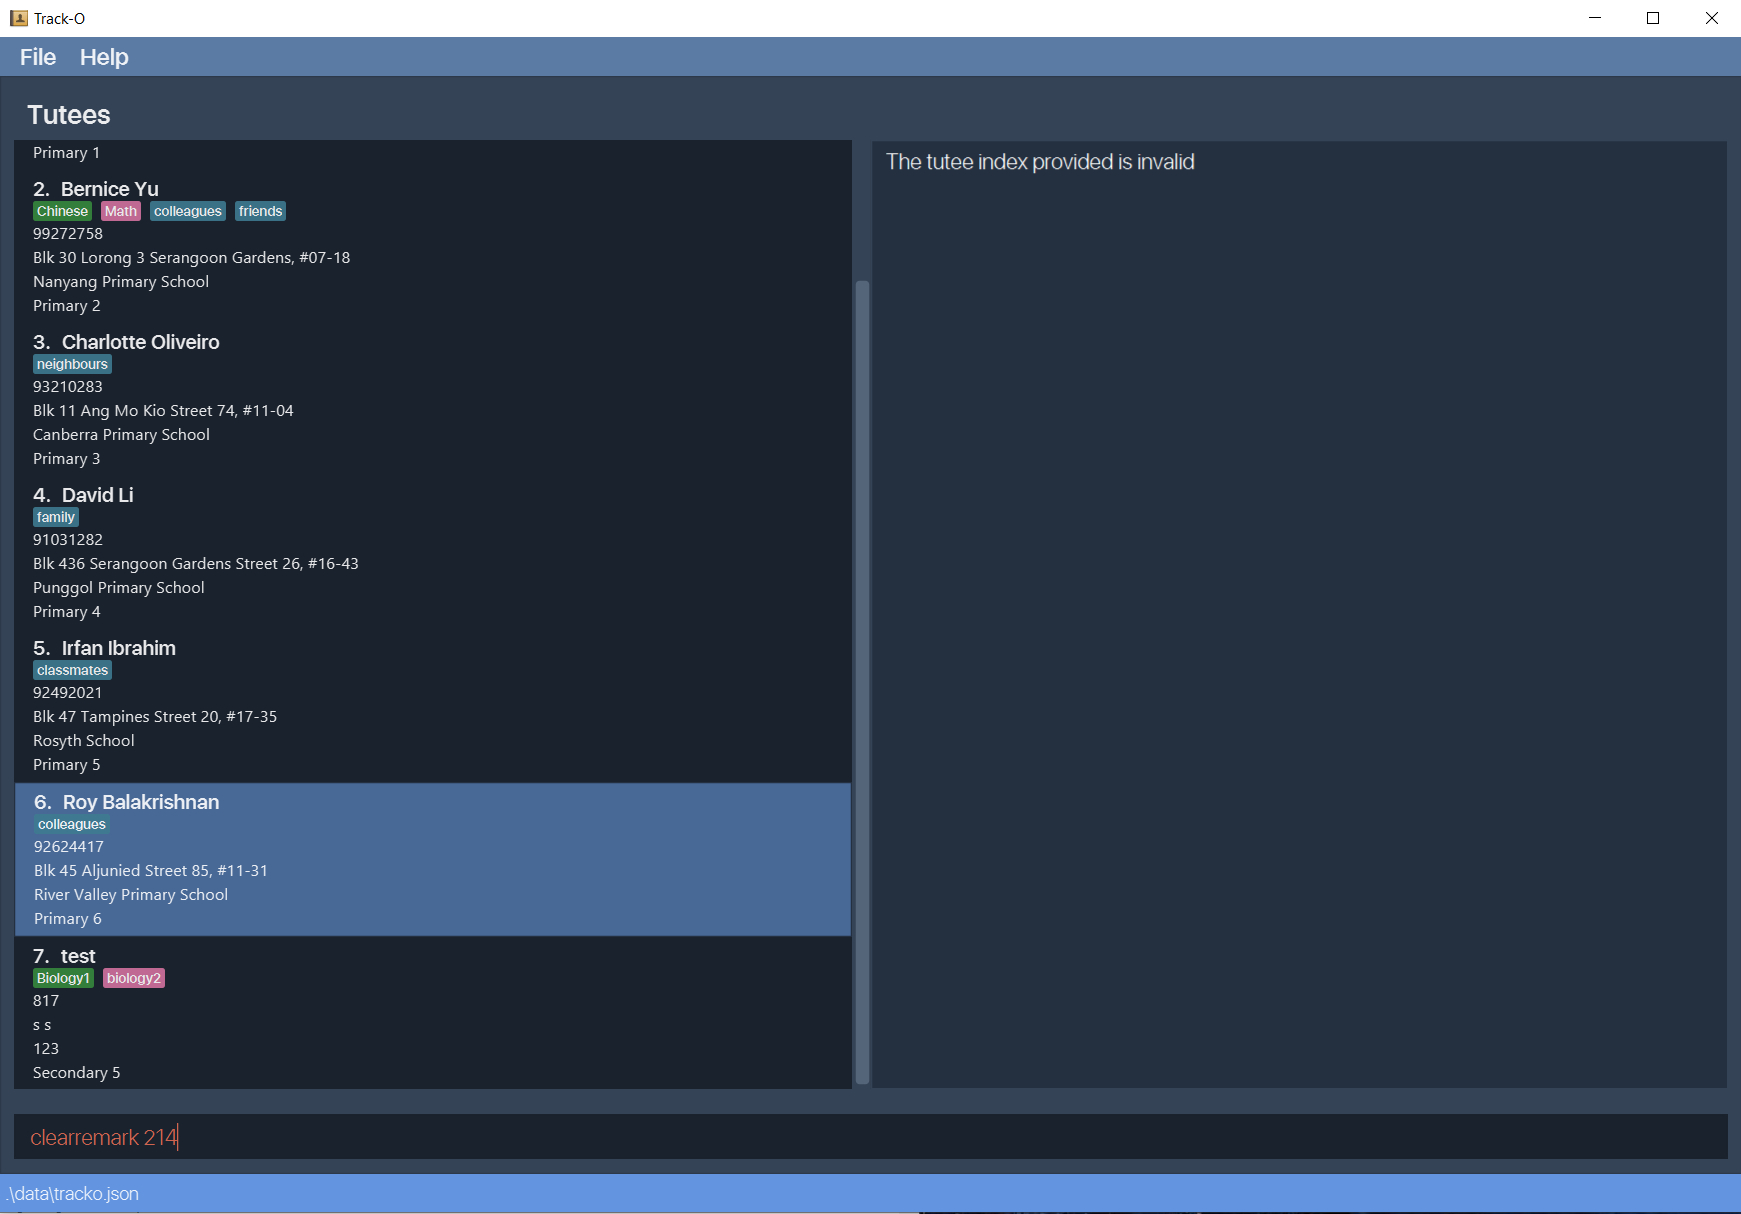 Track-O
File Help
Tutees
Primary 1
2. Bernice Yu
Chinese Math colleagues friends
99272758
Blk 30 Lorong 3 Serangoon Gardens, #07-18
Nanyang Primary School
Primary 2
3. Charlotte Oliveiro
neighbours
93210283
Blk 11 Ang Mo Kio Street 74, #11-04
Canberra Primary School
Primary 3
4. David Li
family
91031282
Blk 436 Serangoon Gardens Street 26, #16-43
Punggol Primary School
Primary 4
5. Irfan Ibrahim
classmates
92492021
Blk 47 Tampines Street 20, #17-35
Rosyth School
Primary 5
6. Roy Balakrishnan
colleagues
92624417
Blk 45 Aljunied Street 85, #11-31
River Valley Primary School
Primary 6
7. test
Biology1 biology2
817
s s
123
Secondary 5
The tutee index provided is invalid
clearremark 214
.\data\tracko.json